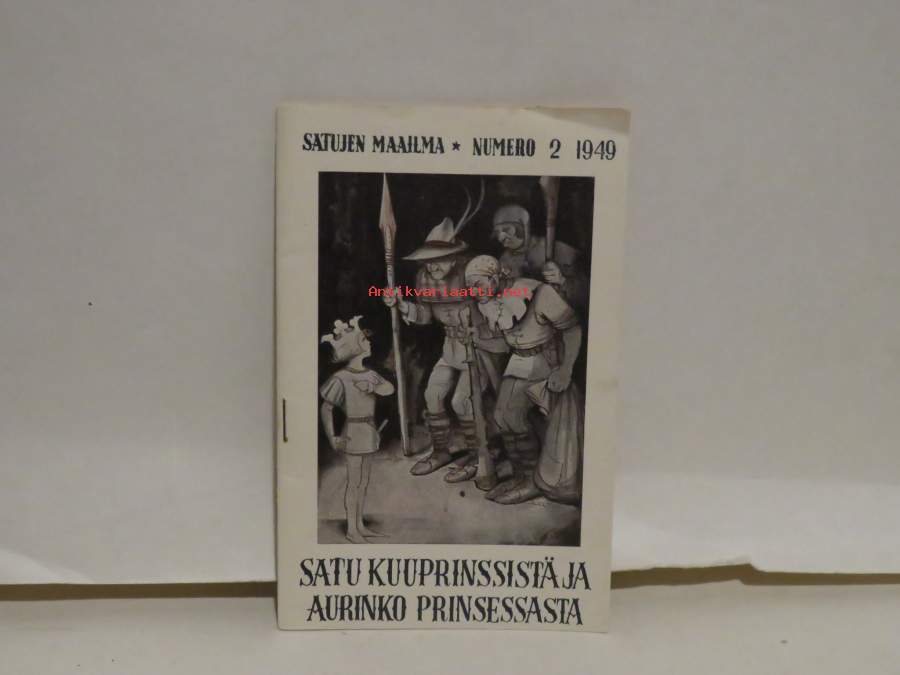 SATUJEN MAAILMA ★ NUMERO 2 1949
Antikvariaatti.net
SATU KUUPRINSSISTÄ JA
AURINKO PRINSESSASTA